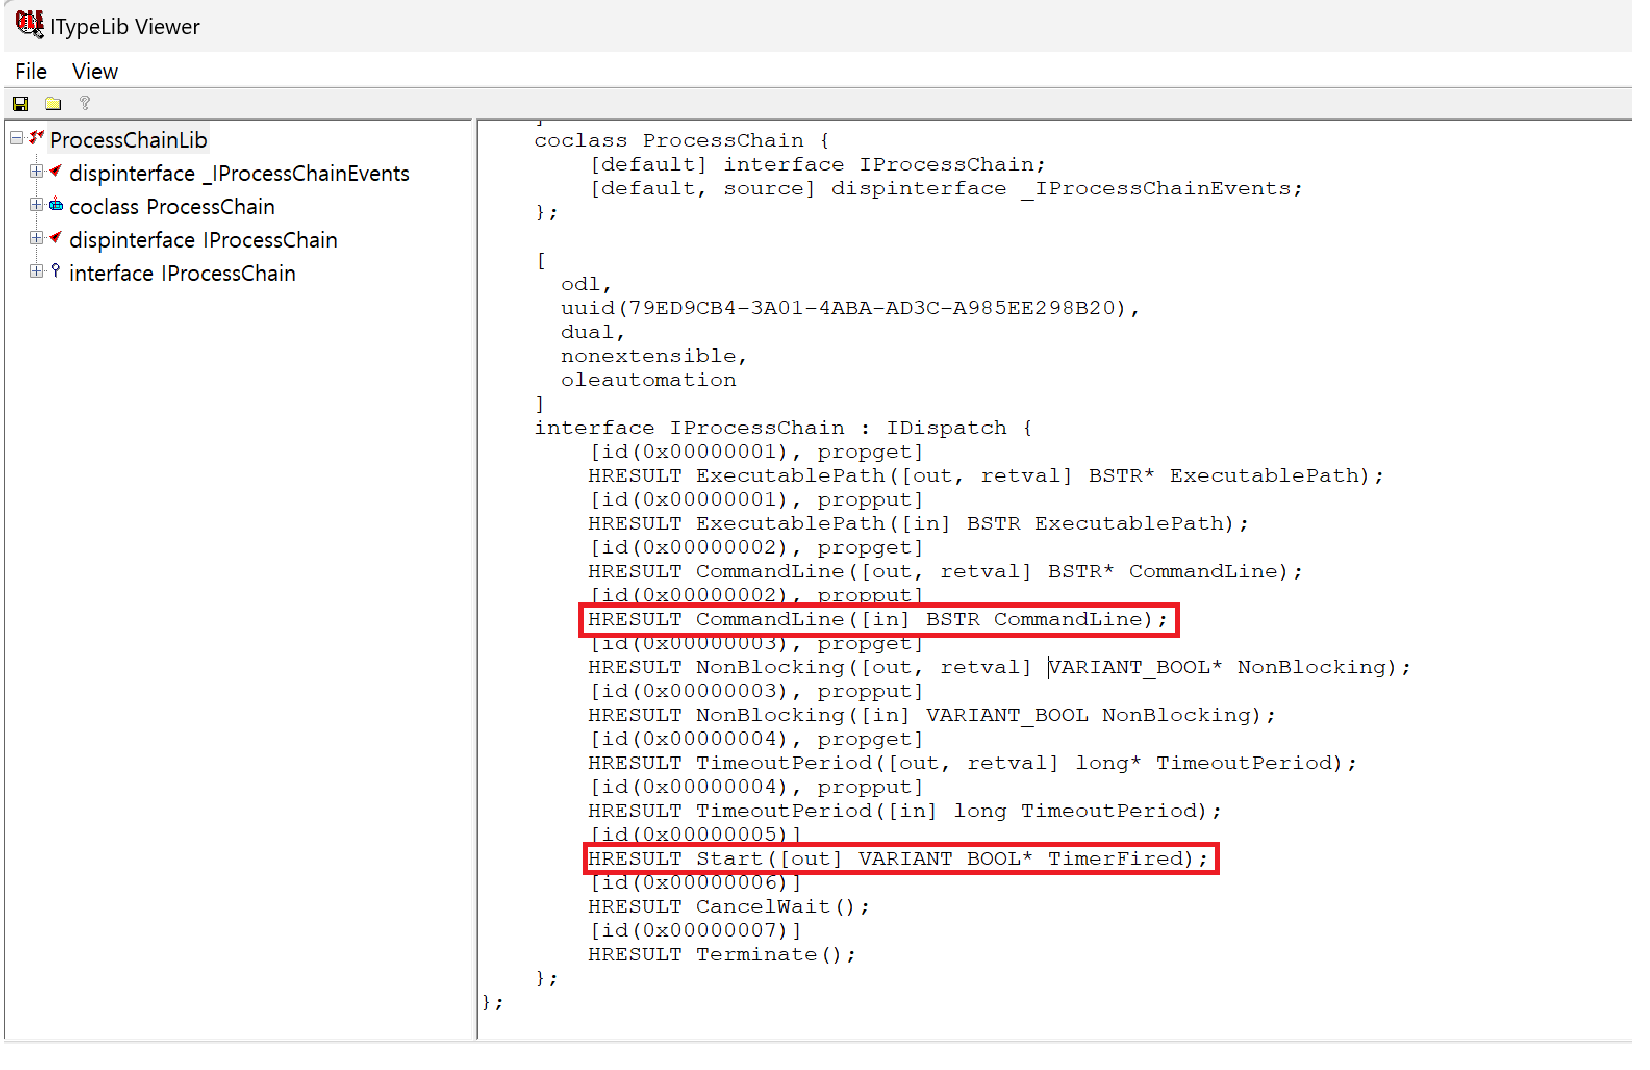 OLE
ITypeLib Viewer
File View
ProcessChainLib
dispinterface _IProcessChainEvents
coclass ProcessChain
dispinterface IProcessChain
interface IProcessChain
]
coclass ProcessChain {
[default] interface IProcessChain;
[default, source] dispinterface _IProcessChainEvents;
};
[
odl,
uuid(79ED9CB4-3A01-4ABA-AD3C-A985EE298B20),
dual,
nonextensible,
oleautomation
]
interface IProcessChain : IDispatch {
[id(0x00000001), propget]
HRESULT ExecutablePath([out, retval] BSTR* ExecutablePath);
[id(0x00000001), propput]
HRESULT ExecutablePath([in] BSTR ExecutablePath);
[id(0x00000002), propget]
HRESULT CommandLine([out, retval] BSTR* CommandLine);
[id(0x00000002), propput]
HRESULT CommandLine([in] BSTR CommandLine);
[id(0x00000003), propget]
HRESULT NonBlocking([out, retval] VARIANT_BOOL* NonBlocking);
[id(0x00000003), propput]
HRESULT NonBlocking([in] VARIANT_BOOL NonBlocking);
[id(0x00000004), propget]
HRESULT TimeoutPeriod([out, retval] long* TimeoutPeriod);
[id(0x00000004), propput]
HRESULT TimeoutPeriod([in] long TimeoutPeriod);
[id(0x00000005)]
HRESULT Start([out] VARIANT_BOOL* TimerFired);
[id(0x00000006)]
HRESULT CancelWait();
[id(0x00000007)]
HRESULT Terminate();
};
};